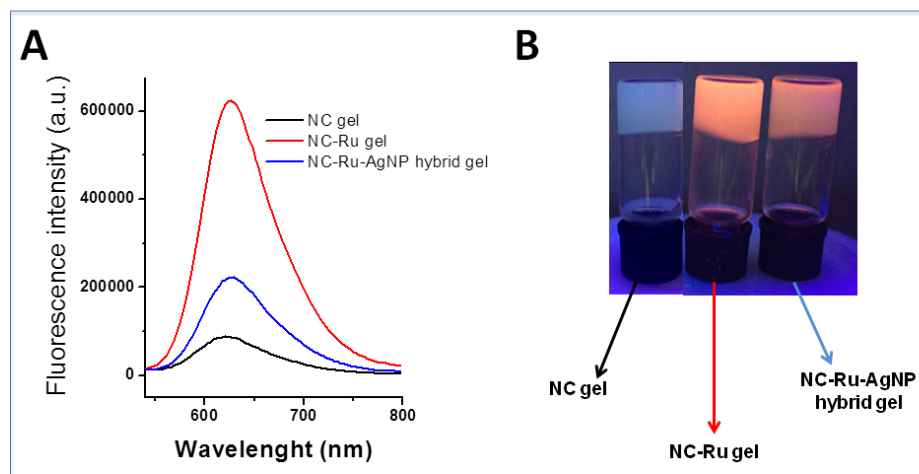 A
Fluorescence intensity (a.u.)
600000
400000
200000
0
NC gel
NC-Ru gel
NC-Ru-AgNP hybrid gel
600
700
800
Wavelenght (nm)
B
NC gel
NC-Ru gel
NC-Ru-AgNP
hybrid gel